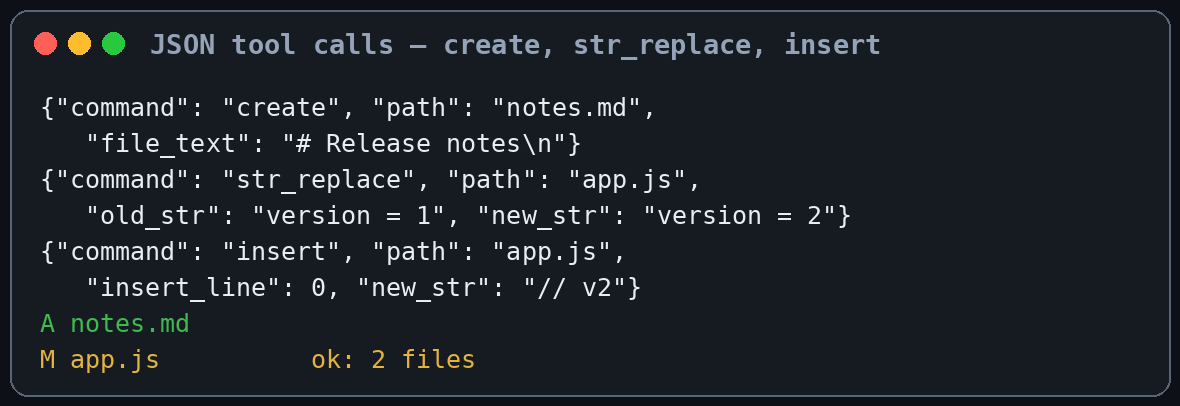 JSON tool calls — create, str_replace, insert
{"command": "create", "path": "notes.md",
   "file_text": "# Release notes\n"}
{"command": "str_replace", "path": "app.js",
   "old_str": "version = 1", "new_str": "version = 2"}
{"command": "insert", "path": "app.js",
   "insert_line": 0, "new_str": "// v2"}
A notes.md
M app.js          ok: 2 files